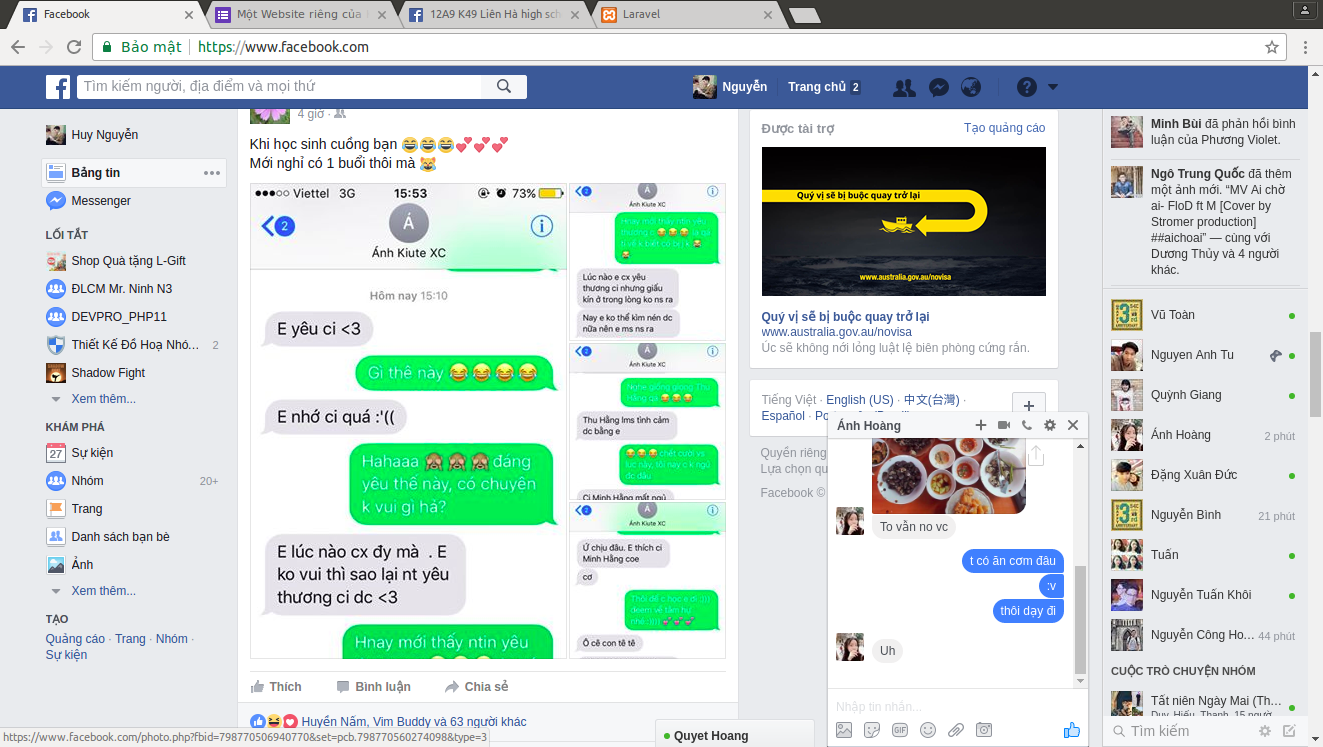 Facebook
Một Website riêng của
12A9 K49 Liên Hà high sch
Laravel
Bảo mật
https://www.facebook.com
Tìm kiếm người, địa điểm và mọi thứ
Nguyễn
Trang chủ 2
Huy Nguyễn
Bảng tin
Messenger
LỐI TẮT
Shop Quà tặng L-Gift
ĐLCM Mr. Ninh N3
DEVPRO_PHP11
Thiết Kế Đồ Hoạ Nhó... 2
Shadow Fight
Xem thêm...
KHÁM PHÁ
27 Sự kiện
Nhóm 20+
Trang
Danh sách bạn bè
Ảnh
Xem thêm...
TẠO
Quảng cáo · Trang · Nhóm ·
Sự kiện
4 giờ ·
Khi học sinh cuồng bạn 😂😂😂💕💕💕
Mới nghỉ có 1 buổi thôi mà 😹
Viettel 3G 15:53 73%
2
Á
Ánh Kiute XC
Hôm nay 15:10
E yêu ci <3
Gì thế này 😂😂😂😂
E nhớ ci quá :'((
Hahaaa 🙈🙈🙈 đáng
yêu thế này, có chuyện
k vui gì hả?
E lúc nào cx đy mà . E
ko vui thì sao lại nt yêu
thương ci dc <3
Hnay mới thấy ntin yêu
2
Á
Ánh Kiute XC
Hnay mới thấy ntin yêu
Lúc nào e cx yêu
thương ci nhưng giấu
kín ở trong lòng ko ns ra
Nay e ko thể kìm nén dc
nữa nên e ms ns ra
2
Ánh Kiute XC
Nghe giống giọng Thu
Hằng qá 😂😂😂
Thu Hằng lms tình cảm
dc bằng e
😂😂😂chết cười vs
lúc này, tối nay c k ngủ
dc đâu
Ci Minh Hằng mất ngủ
2
Á
Ánh Kiute XC
Ứ chịu đâu. E thích ci
Minh Hằng coe
cơ
Thôi để c học e đi :)))
Ô cê con tê tê
Thích
Bình luận
Chia sẻ
Huyền Nấm, Vim Buddy và 63 người khác
https://www.facebook.com/photo.php?fbid=798770506940770&set=pcb.798770560274098&type=3
Được tài trợ
Tạo quảng cáo
Quý vị sẽ bị buộc quay trở lại
www.australia.gov.au/novisa
Quý vị sẽ bị buộc quay trở lại
www.australia.gov.au/novisa
Úc sẽ không nới lỏng luật lệ biên phòng cứng rắn.
Tiếng Việt · English (US) · 中文(台灣) ·
Español ·
Quyền riêng
Lựa chọn
Facebook ©
Ánh Hoàng
To vẫn no vc
t có ăn cơm đâu
:v
thôi dạy đi
Uh
Nhập tin nhắn...
GIF
Quyet Hoang
Minh Bùi đã phản hồi bình
luận của Phương Violet.
Ngô Trung Quốc đã thêm
một ảnh mới. “MV Ai chờ
ai- FloD ft M [Cover by
Stromer production]
##aichoai” — cùng với
Dương Thủy và 4 người
khác.
Vũ Toàn
Nguyen Anh Tu
Quỳnh Giang
Ánh Hoàng 2 phút
Đặng Xuân Đức
Nguyễn Bình 21 phút
Tuấn
Nguyễn Tuấn Khôi
Nguyễn Công Ho... 44 phút
CUỘC TRÒ CHUYỆN NHÓM
Tất niên Ngày Mai (Th...
Duy, Hiếu, Thanh, 15 người
Tìm kiếm